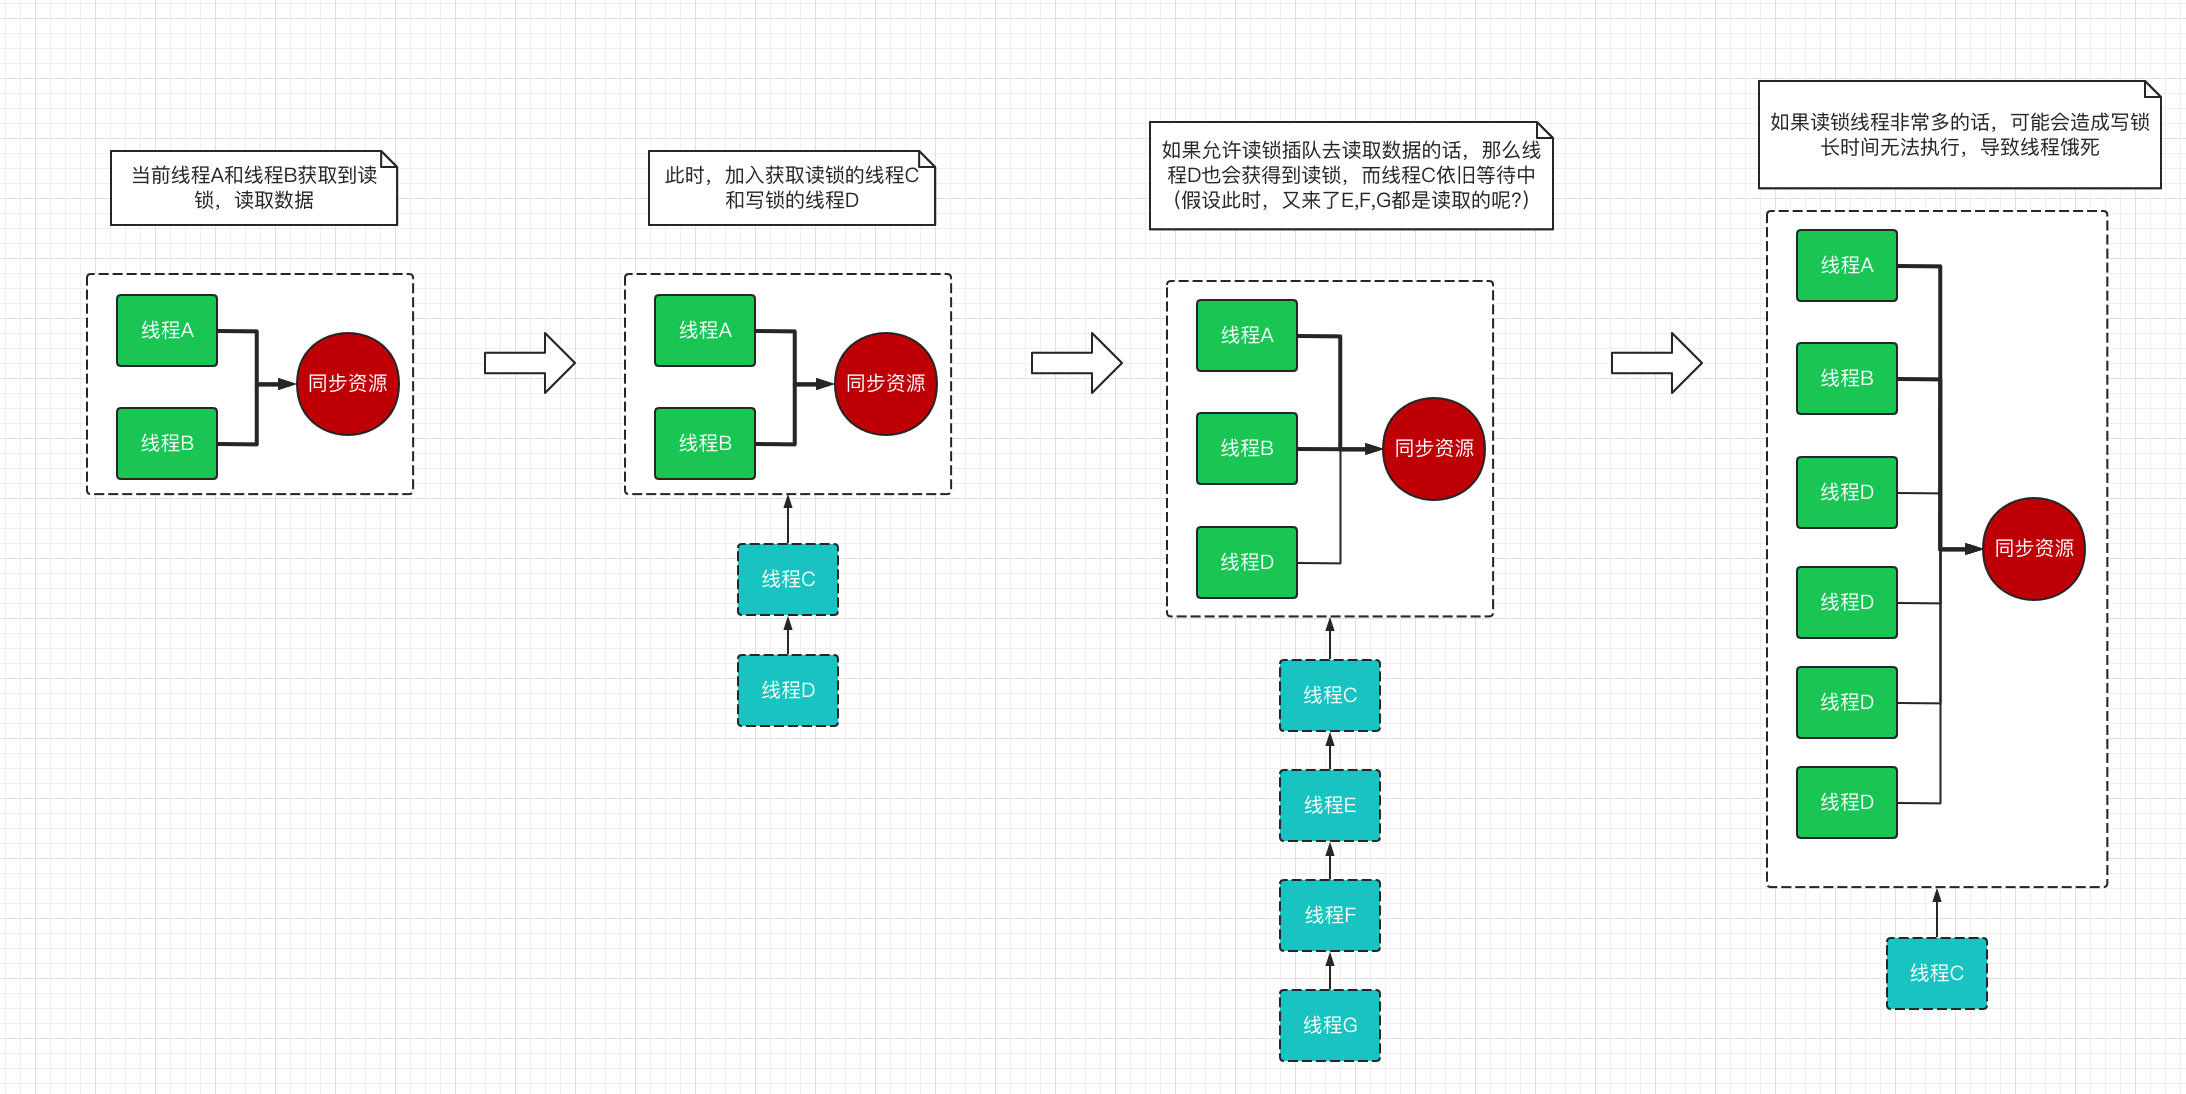 当前线程A和线程B获取到读
锁，读取数据
线程A
线程B
同步资源
此时，加入获取读锁的线程C
和写锁的线程D
线程A
线程B
同步资源
线程C
线程D
如果允许读锁插队去读取数据的话，那么线
程D也会获得到读锁，而线程C依旧等待中
（假设此时，又来了E,F,G都是读取的呢?）
线程A
线程B
线程D
同步资源
线程C
线程E
线程F
线程G
如果读锁线程非常多的话，可能会造成写锁
长时间无法执行，导致线程饿死
线程A
线程B
线程D
线程D
线程D
线程D
同步资源
线程C